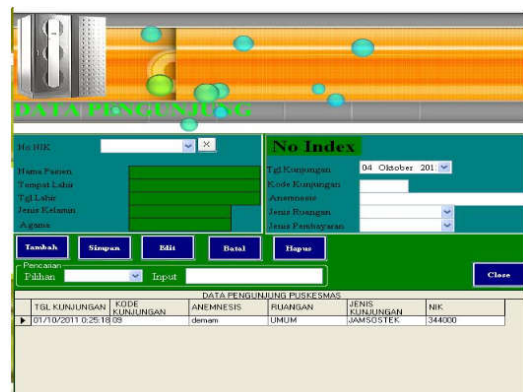 DATA PENGUNJUNG
No.NIK
X
No Index
Nama Pasien
Tempat Lahir
Tgl.Lahir
Jenis Kelamin
Agama
Tgl.Kunjungan
04 Oktober 201
Kode Kunjungan
Anemnesis
Jenis Ruangan
Jenis Pembayaran
Tambah Simpan Edit Batal Hapus
Pencarian
Pilihan Input
Close
DATA PENGUNJUNG PUSKESMAS
TGL KUNJUNGAN KODE KUNJUNGAN ANEMNESIS RUANGAN JENIS KUNJUNGAN NIK
01/10/2011 0:25:18 09 demam UMUM JAMSOSTEK 344000